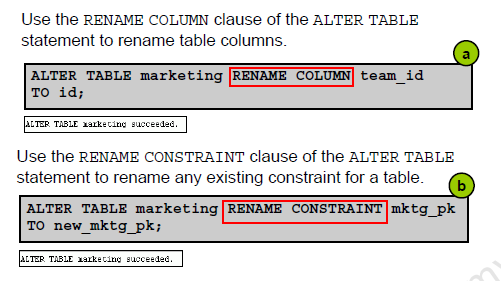 Use the RENAME COLUMN clause of the ALTER TABLE
statement to rename table columns.
a
ALTER TABLE marketing RENAME COLUMN team_id
TO id;
ALTER TABLE marketing succeeded.
Use the RENAME CONSTRAINT clause of the ALTER TABLE
statement to rename any existing constraint for a table.
b
ALTER TABLE marketing RENAME CONSTRAINT mktg_pk
TO new_mktg_pk;
ALTER TABLE marketing succeeded.